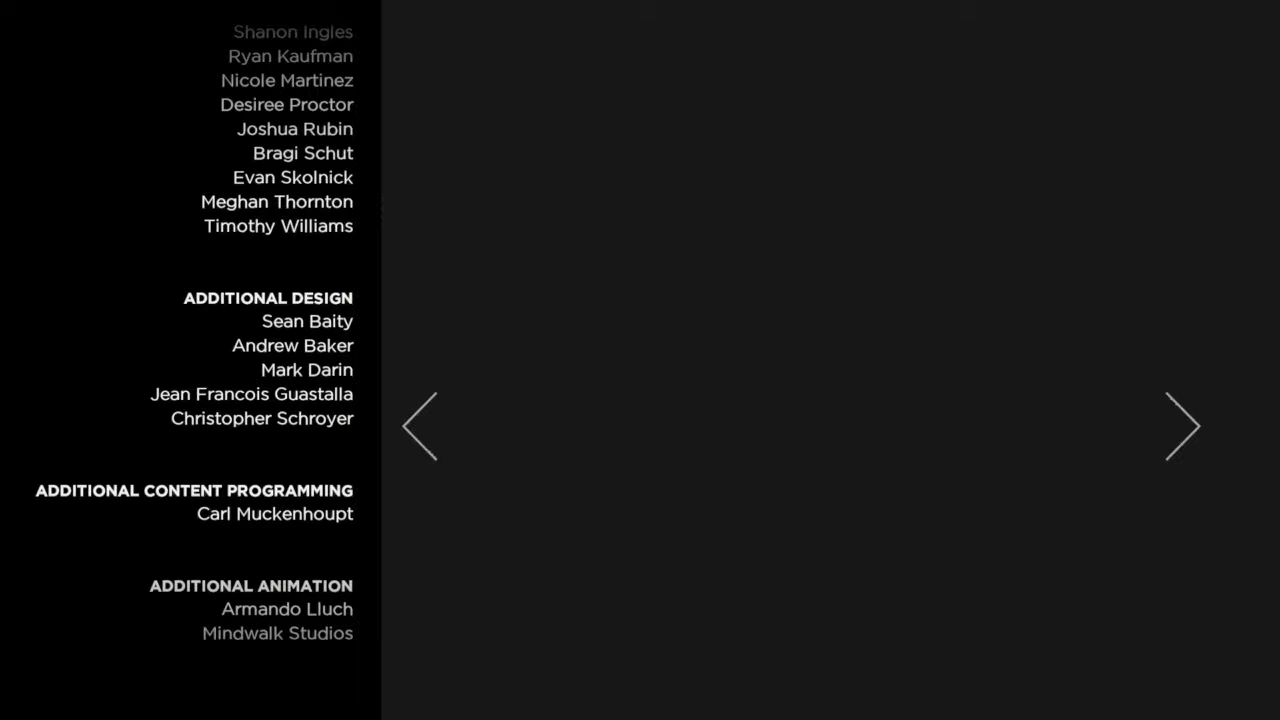 Shanon Ingles
Ryan Kaufman
Nicole Martinez
Desiree Proctor
Joshua Rubin
Bragi Schut
Evan Skolnick
Meghan Thornton
Timothy Williams
ADDITIONAL DESIGN
Sean Baity
Andrew Baker
Mark Darin
Jean Francois Guastalla
Christopher Schroyer
ADDITIONAL CONTENT PROGRAMMING
Carl Muckenhoupt
ADDITIONAL ANIMATION
Armando Lluch
Mindwalk Studios